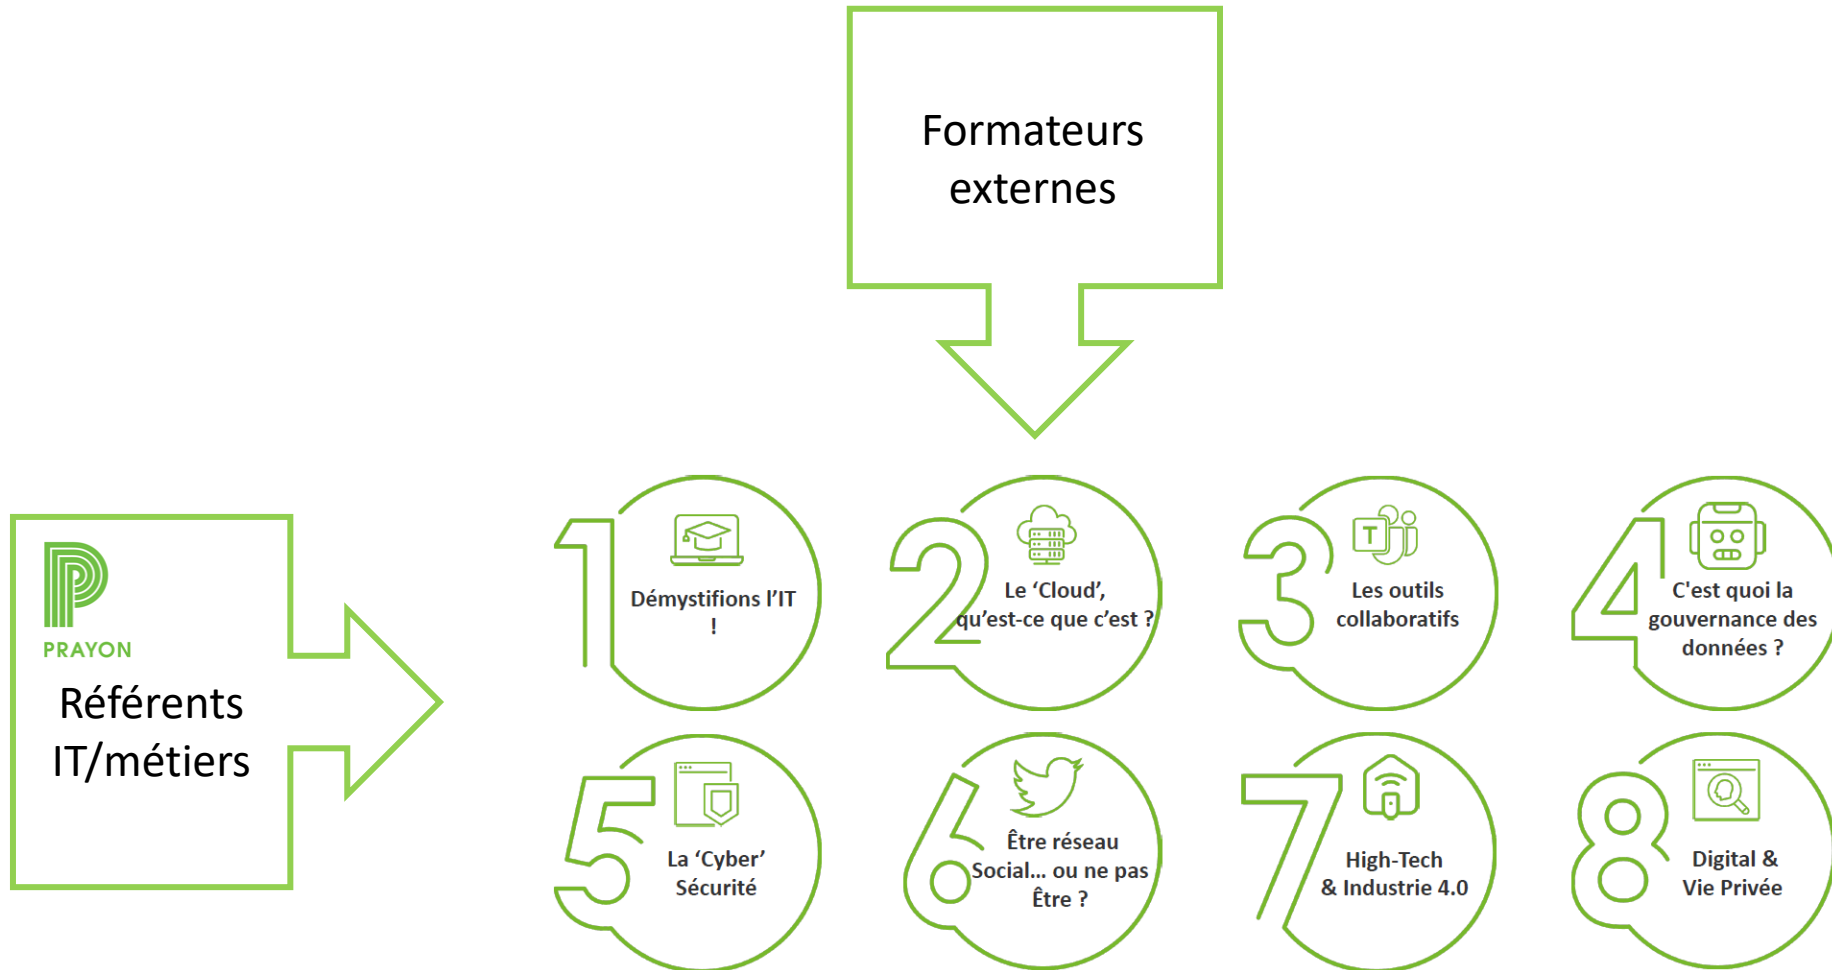 Formateurs
externes
PRAYON
Référents
IT/métiers
1
Démystifions l’IT
!
2
Le ‘Cloud’,
qu’est-ce que c’est ?
3
T
Les outils
collaboratifs
4
C'est quoi la
gouvernance des
données ?
5
La ‘Cyber’
Sécurité
6
Être réseau
Social... ou ne pas
Être ?
7
High-Tech
& Industrie 4.0
8
Digital &
Vie Privée